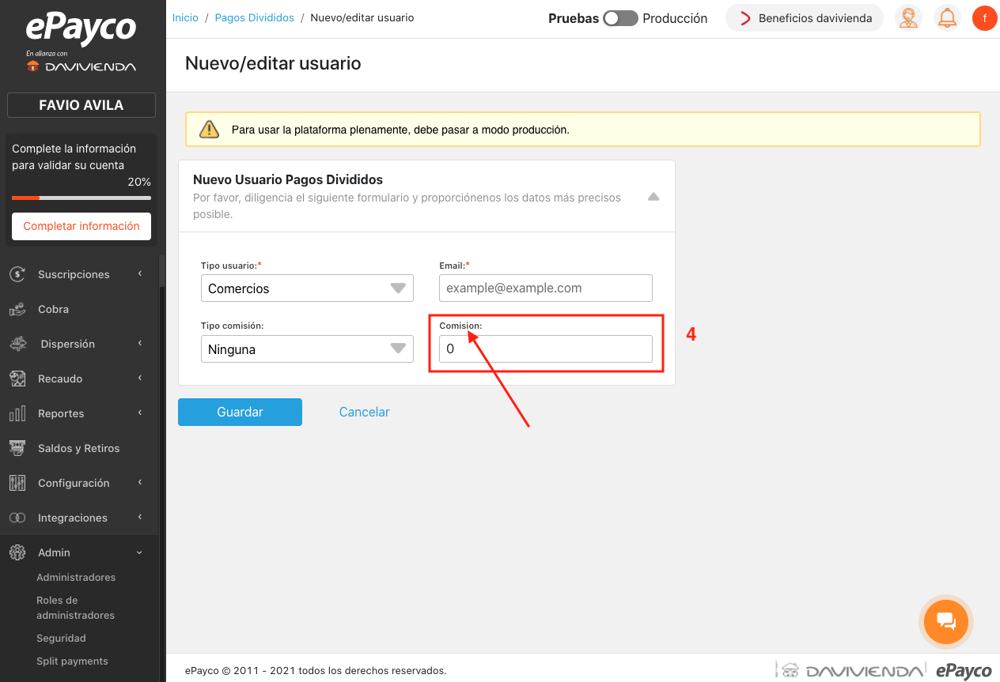 ePayco
En alianza con
DAVIVIENDA
FAVIO AVILA
Complete la información
para validar su cuenta
20%
Completar información
Suscripciones
Cobra
Dispersión
Recaudo
Reportes
Saldos y Retiros
Configuración
Integraciones
Admin
Administradores
Roles de
administradores
Seguridad
Split payments
Inicio / Pagos Divididos / Nuevo/editar usuario
Pruebas Producción
Beneficios davivienda
f
Nuevo/editar usuario
Para usar la plataforma plenamente, debe pasar a modo producción.
Nuevo Usuario Pagos Divididos
Por favor, diligencia el siguiente formulario y proporciónenos los datos más precisos
posible.
Tipo usuario:*
Comercios
Email:*
example@example.com
Tipo comisión:
Ninguna
Comision:
0
4
Guardar
Cancelar
ePayco © 2011 - 2021 todos los derechos reservados.
DAVIVIENDA
ePayco